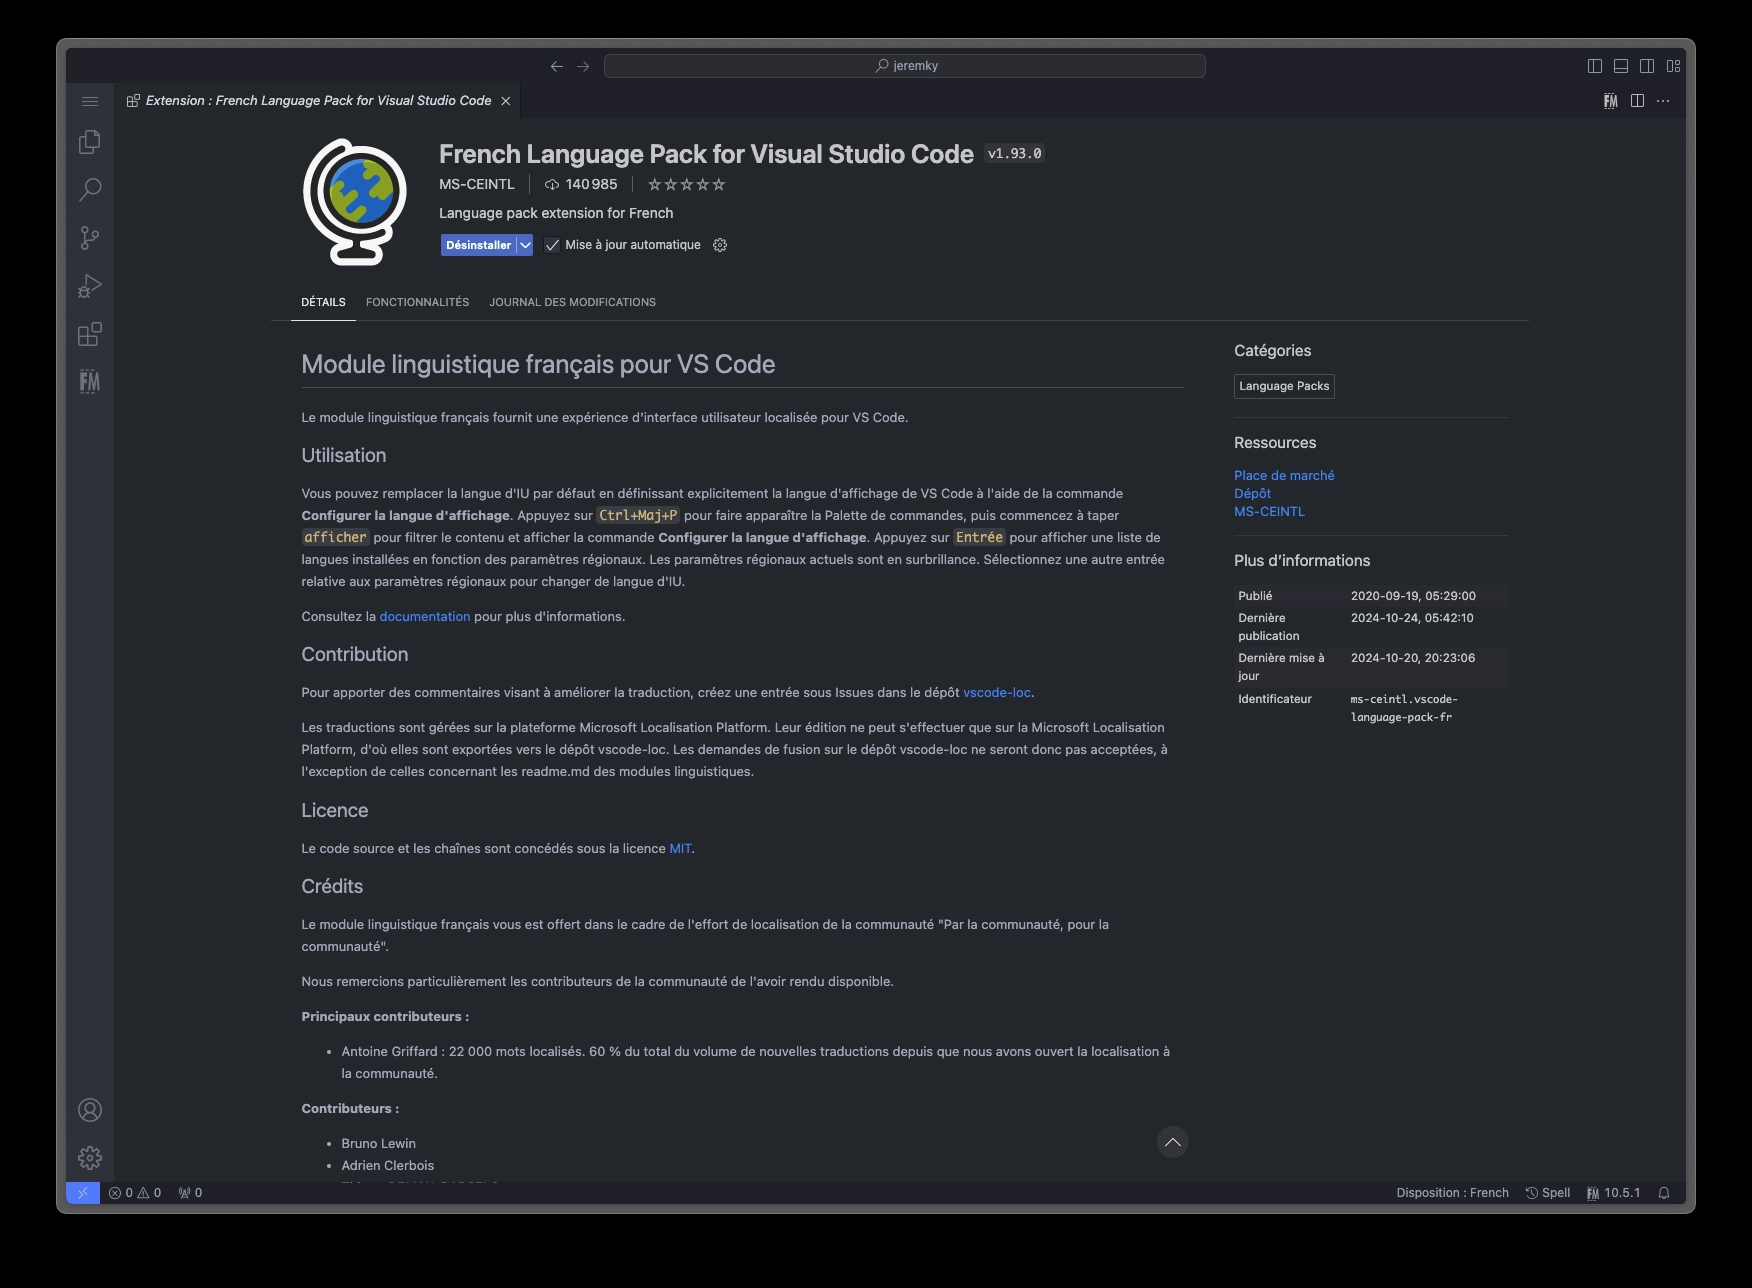 jeremky
Extension : French Language Pack for Visual Studio Code
FM
French Language Pack for Visual Studio Code v1.93.0
MS-CEINTL 140 985
Language pack extension for French
Désinstaller Mise à jour automatique
DÉTAILS FONCTIONNALITÉS JOURNAL DES MODIFICATIONS
FM
Module linguistique français pour VS Code
Le module linguistique français fournit une expérience d'interface utilisateur localisée pour VS Code.
Utilisation
Vous pouvez remplacer la langue d'IU par défaut en définissant explicitement la langue d'affichage de VS Code à l'aide de la commande
Configurer la langue d'affichage. Appuyez sur Ctrl+Maj+P pour faire apparaître la Palette de commandes, puis commencez à taper
afficher pour filtrer le contenu et afficher la commande Configurer la langue d'affichage. Appuyez sur Entrée pour afficher une liste de
langues installées en fonction des paramètres régionaux. Les paramètres régionaux actuels sont en surbrillance. Sélectionnez une autre entrée
relative aux paramètres régionaux pour changer de langue d'IU.
Consultez la documentation pour plus d'informations.
Contribution
Pour apporter des commentaires visant à améliorer la traduction, créez une entrée sous Issues dans le dépôt vscode-loc.
Les traductions sont gérées sur la plateforme Microsoft Localisation Platform. Leur édition ne peut s'effectuer que sur la Microsoft Localisation
Platform, d'où elles sont exportées vers le dépôt vscode-loc. Les demandes de fusion sur le dépôt vscode-loc ne seront donc pas acceptées, à
l'exception de celles concernant les readme.md des modules linguistiques.
Licence
Le code source et les chaînes sont concédés sous la licence MIT.
Crédits
Le module linguistique français vous est offert dans le cadre de l'effort de localisation de la communauté "Par la communauté, pour la
communauté".
Nous remercions particulièrement les contributeurs de la communauté de l'avoir rendu disponible.
Principaux contributeurs :
Antoine Griffard : 22 000 mots localisés. 60 % du total du volume de nouvelles traductions depuis que nous avons ouvert la localisation à
la communauté.
Contributeurs :
Bruno Lewin
Adrien Clerbois
Catégories
Language Packs
Ressources
Place de marché
Dépôt
MS-CEINTL
Plus d’informations
Publié 2020-09-19, 05:29:00
Dernière 2024-10-24, 05:42:10
publication
Dernière mise à 2024-10-20, 20:23:06
jour
Identificateur ms-ceintl.vscode-
language-pack-fr
0 0 0 Disposition : French Spell FM 10.5.1